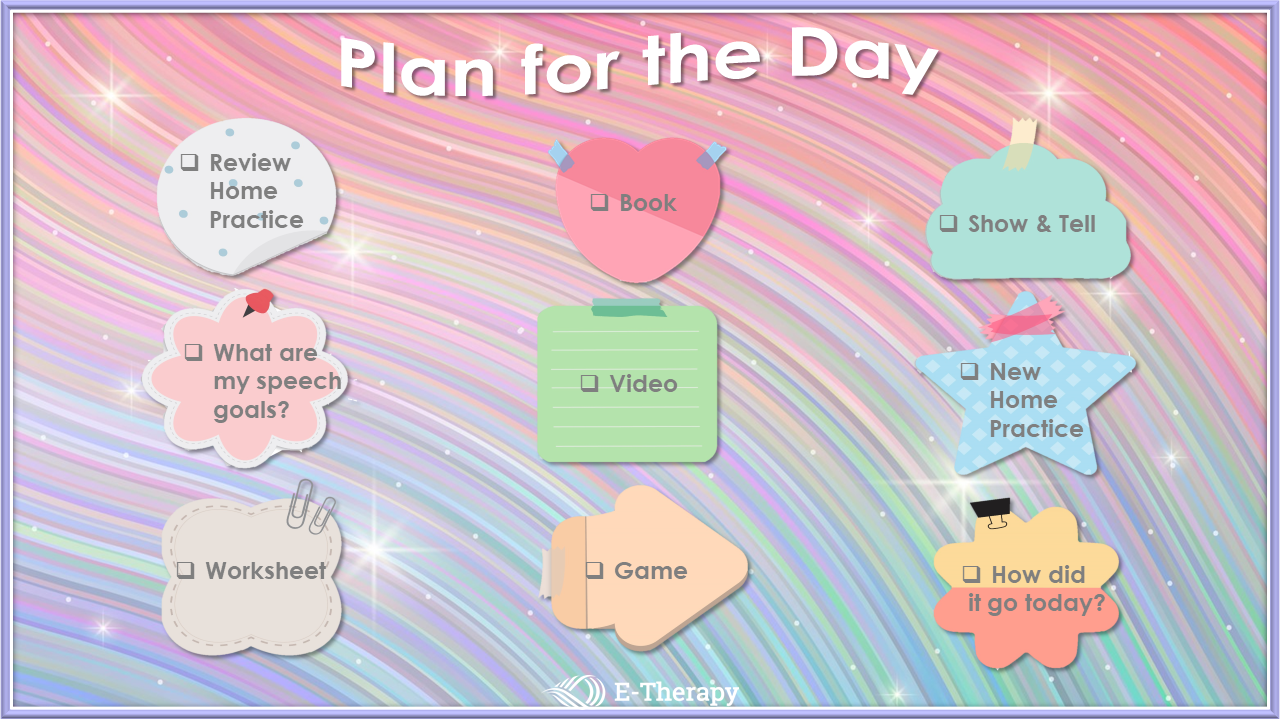 Plan for the Day
❑ Review
Home
Practice
❑ Book
❑ Show & Tell
❑ What are
my speech
goals?
❑ Video
❑ New
Home
Practice
❑ Worksheet
❑ Game
❑ How did
it go today?
E-Therapy